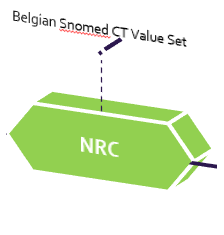 Belgian Snomed CT Value Set
NRC